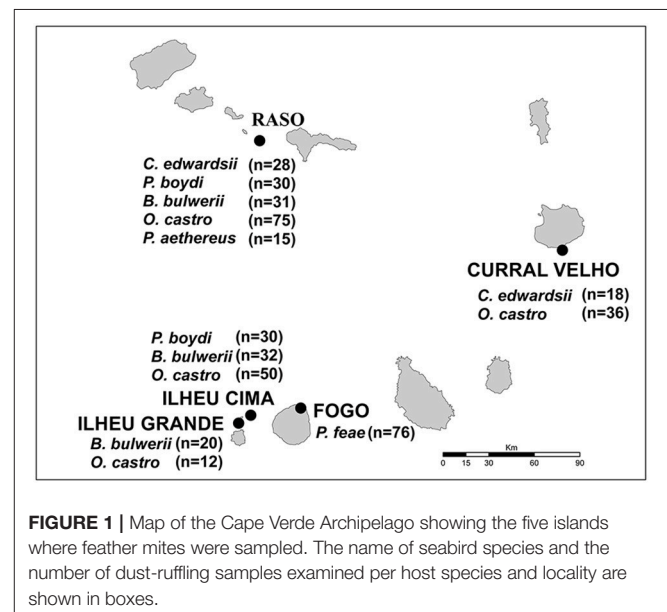 RASO
C. edwardsii (n=28)
P. boydi (n=30)
B. bulwerii (n=31)
O. castro (n=75)
P. aethereus (n=15)
CURRAL VELHO
C. edwardsii (n=18)
O. castro (n=36)
P. boydi (n=30)
B. bulwerii (n=32)
O. castro (n=50)
ILHEU CIMA
ILHEU GRANDE
B. bulwerii (n=20)
O. castro (n=12)
FOGO
P. feae (n=76)
Km
0 15 30 60 90
FIGURE 1 | Map of the Cape Verde Archipelago showing the five islands
where feather mites were sampled. The name of seabird species and the
number of dust-ruffling samples examined per host species and locality are
shown in boxes.